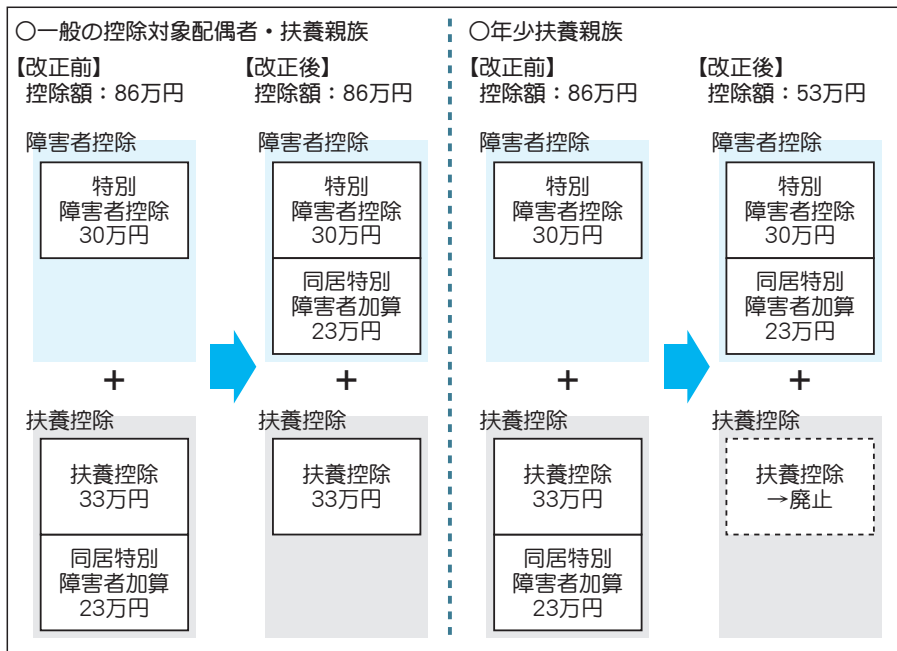 ○一般の控除対象配偶者・扶養親族
【改正前】
控除額：86万円
障害者控除
特別
障害者控除
30万円
+
扶養控除
扶養控除
33万円
同居特別
障害者加算
23万円
【改正後】
控除額：86万円
障害者控除
特別
障害者控除
30万円
同居特別
障害者加算
23万円
+
扶養控除
扶養控除
33万円
○年少扶養親族
【改正前】
控除額：86万円
障害者控除
特別
障害者控除
30万円
+
扶養控除
扶養控除
33万円
同居特別
障害者加算
23万円
【改正後】
控除額：53万円
障害者控除
特別
障害者控除
30万円
同居特別
障害者加算
23万円
+
扶養控除
扶養控除
→廃止